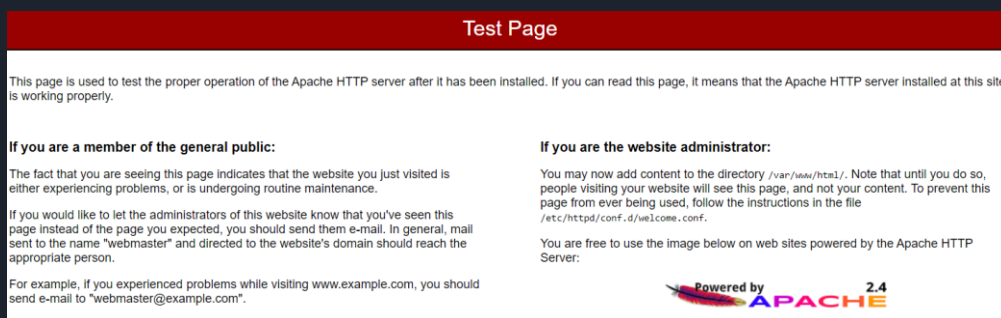 Test Page
This page is used to test the proper operation of the Apache HTTP server after it has been installed. If you can read this page, it means that the Apache HTTP server installed at this site
is working properly.
If you are a member of the general public:
The fact that you are seeing this page indicates that the website you just visited is
either experiencing problems, or is undergoing routine maintenance.
If you would like to let the administrators of this website know that you've seen this
page instead of the page you expected, you should send them e-mail. In general, mail
sent to the name "webmaster" and directed to the website's domain should reach the
appropriate person.
For example, if you experienced problems while visiting www.example.com, you should
send e-mail to "webmaster@example.com".
If you are the website administrator:
You may now add content to the directory /var/www/html/. Note that until you do so,
people visiting your website will see this page, and not your content. To prevent this
page from ever being used, follow the instructions in the file
/etc/httpd/conf.d/welcome.conf.
You are free to use the image below on web sites powered by the Apache HTTP
Server:
Powered by 2.4
APACHE